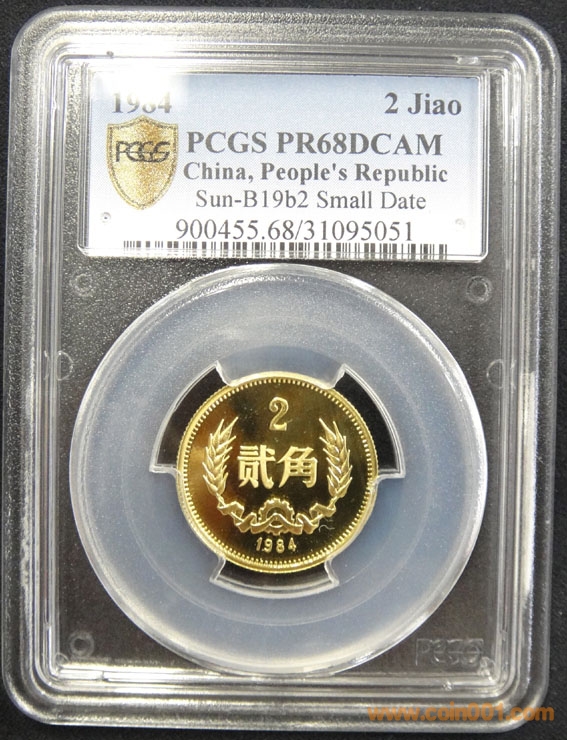 1984 2 Jiao
PCGS
PCGS PR68DCAM
China, People's Republic
Sun-B19b2 Small Date
900455.68/31095051
2
贰角
1984
PCGS
www.coin001.com